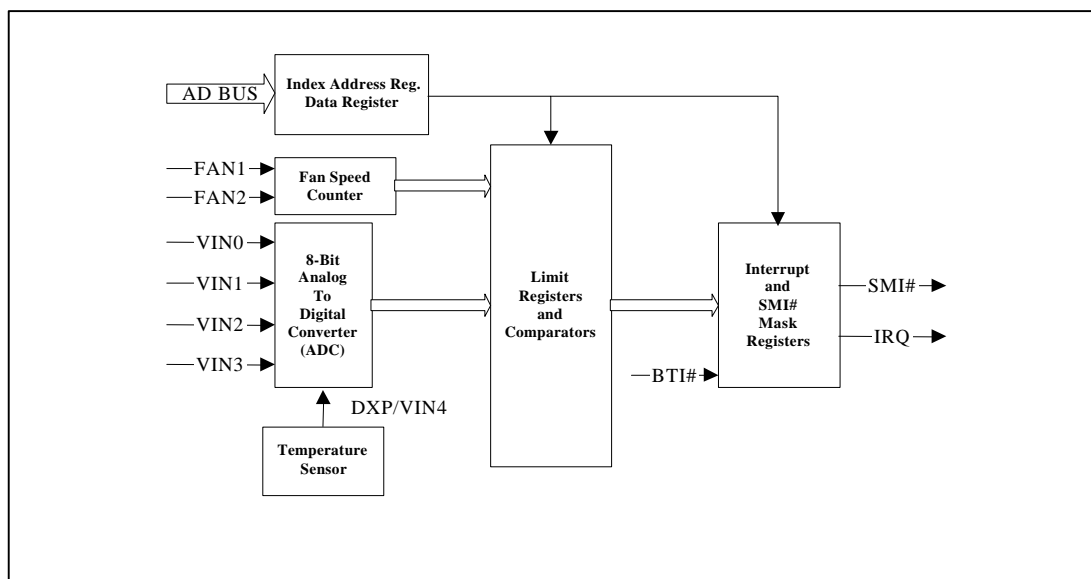 AD BUS
Index Address Reg.
Data Register
FAN1
FAN2
Fan Speed
Counter
VIN0
VIN1
VIN2
VIN3
8-Bit
Analog
To
Digital
Converter
(ADC)
DXP/VIN4
Temperature
Sensor
Limit
Registers
and
Comparators
BTI#
Interrupt
and
SMI#
Mask
Registers
SMI#
IRQ